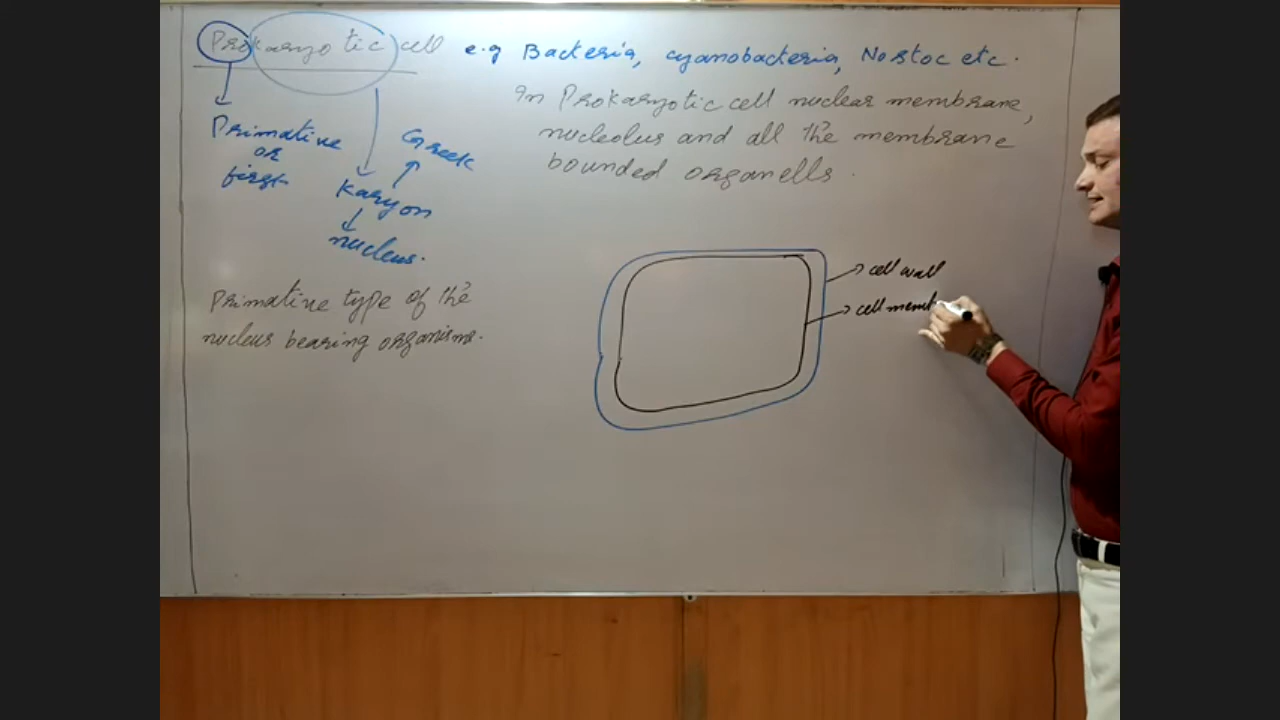 Prokaryotic cell e.g Bacteria, cyanobacteria, Nostoc etc.
In Prokaryotic cell nuclear membrane,
nucleolus and all the membrane
bounded organells.
Primative
or
first
Greek
Karyon
nucleus.
Primative type of the
nucleus bearing organisms.
cell wall
cell memb